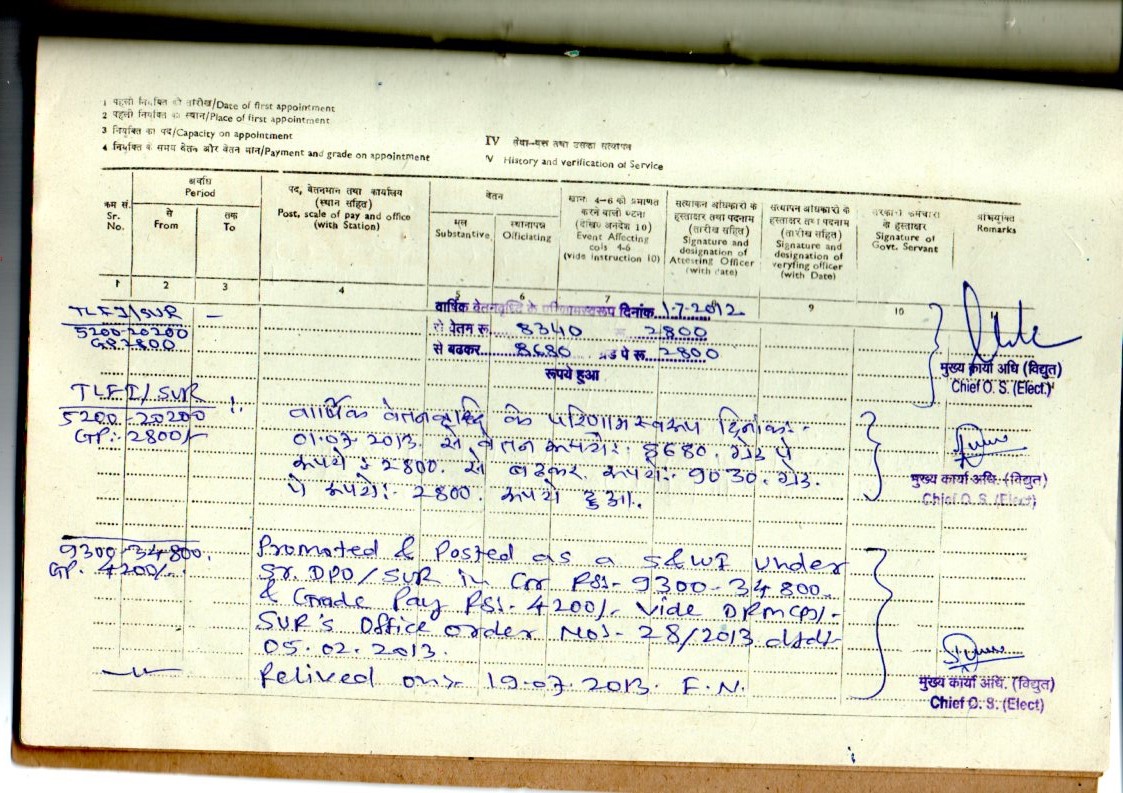 1 पहली नियुक्ति की तारीख/Date of first appointment
2 पहली नियुक्ति का स्थान/Place of first appointment
3 नियुक्ति का पद/Capacity on appointment
4 नियुक्ति के समय वेतन और वेतन मान/Payment and grade on appointment
IV सेवा-वृत्त तथा उसका सत्यापन
V History and verification of Service
क्रम सं. Sr. No.
अवधि Period
से From
तक To
पद, वेतनमान तथा कार्यालय (स्थान सहित) Post, scale of pay and office (with Station)
वेतन
मूल Substantive
स्थानापन्न Officiating
4-6 को प्रमाणित करने वाली घटना (देखिए अनुदेश 10) Event Affecting cols 4-6 (vide Instruction 10)
सत्यापन अधिकारी के हस्ताक्षर तथा पदनाम (तारीख सहित) Signature and designation of Attesting Officer (with date)
सत्यापन अधिकारी के हस्ताक्षर तथा पदनाम (तारीख सहित) Signature and designation of veryfing officer (with Date)
सरकारी कर्मचारी के हस्ताक्षर Signature of Govt. Servant
अभियुक्ति Remarks
1 2 3 4 5 6 7 9 10
TLFI/SUR —
5200-20200
GP 2800
वार्षिक वेतनवृद्धि के परिणामस्वरूप दिनांक 1-7-2012
से वेतन रू. 8340 2800
से बढकर 8680 ग्रेड पे रू. 2800
रूपये हुआ
मुख्य कार्या अधि (विद्युत)
Chief O. S. (Elect.)
TLFI/SUR
5200-20200
GP:- 2800/-
वार्षिक वेतनवृद्धि के परिणाम स्वरूप दिनांक:-
01.07.2013. से वेतन रूपये: 8680. ग्रेड पे
रूपये : 2800. से बढकर रूपये:- 9030. ग्रेड.
पे रूपये:- 2800. रूपये हुआ.
मुख्य कार्या अधि. (विद्युत)
Chief O. S. (Elect)
9300-34800.
GP. 4200/-.
Promoted & Posted as a S&WI under
Sr. DPO/SUR in Gr RS:- 9300-34800.
& Grade Pay RS:- 4200/- vide DRM(P)/-
SUR's Office order No:- 28/2013 dtd:-
05.02.2013.
Relived on:- 19.07.2013. F.N.
मुख्य कार्या अधि. (विद्युत)
Chief O. S. (Elect)